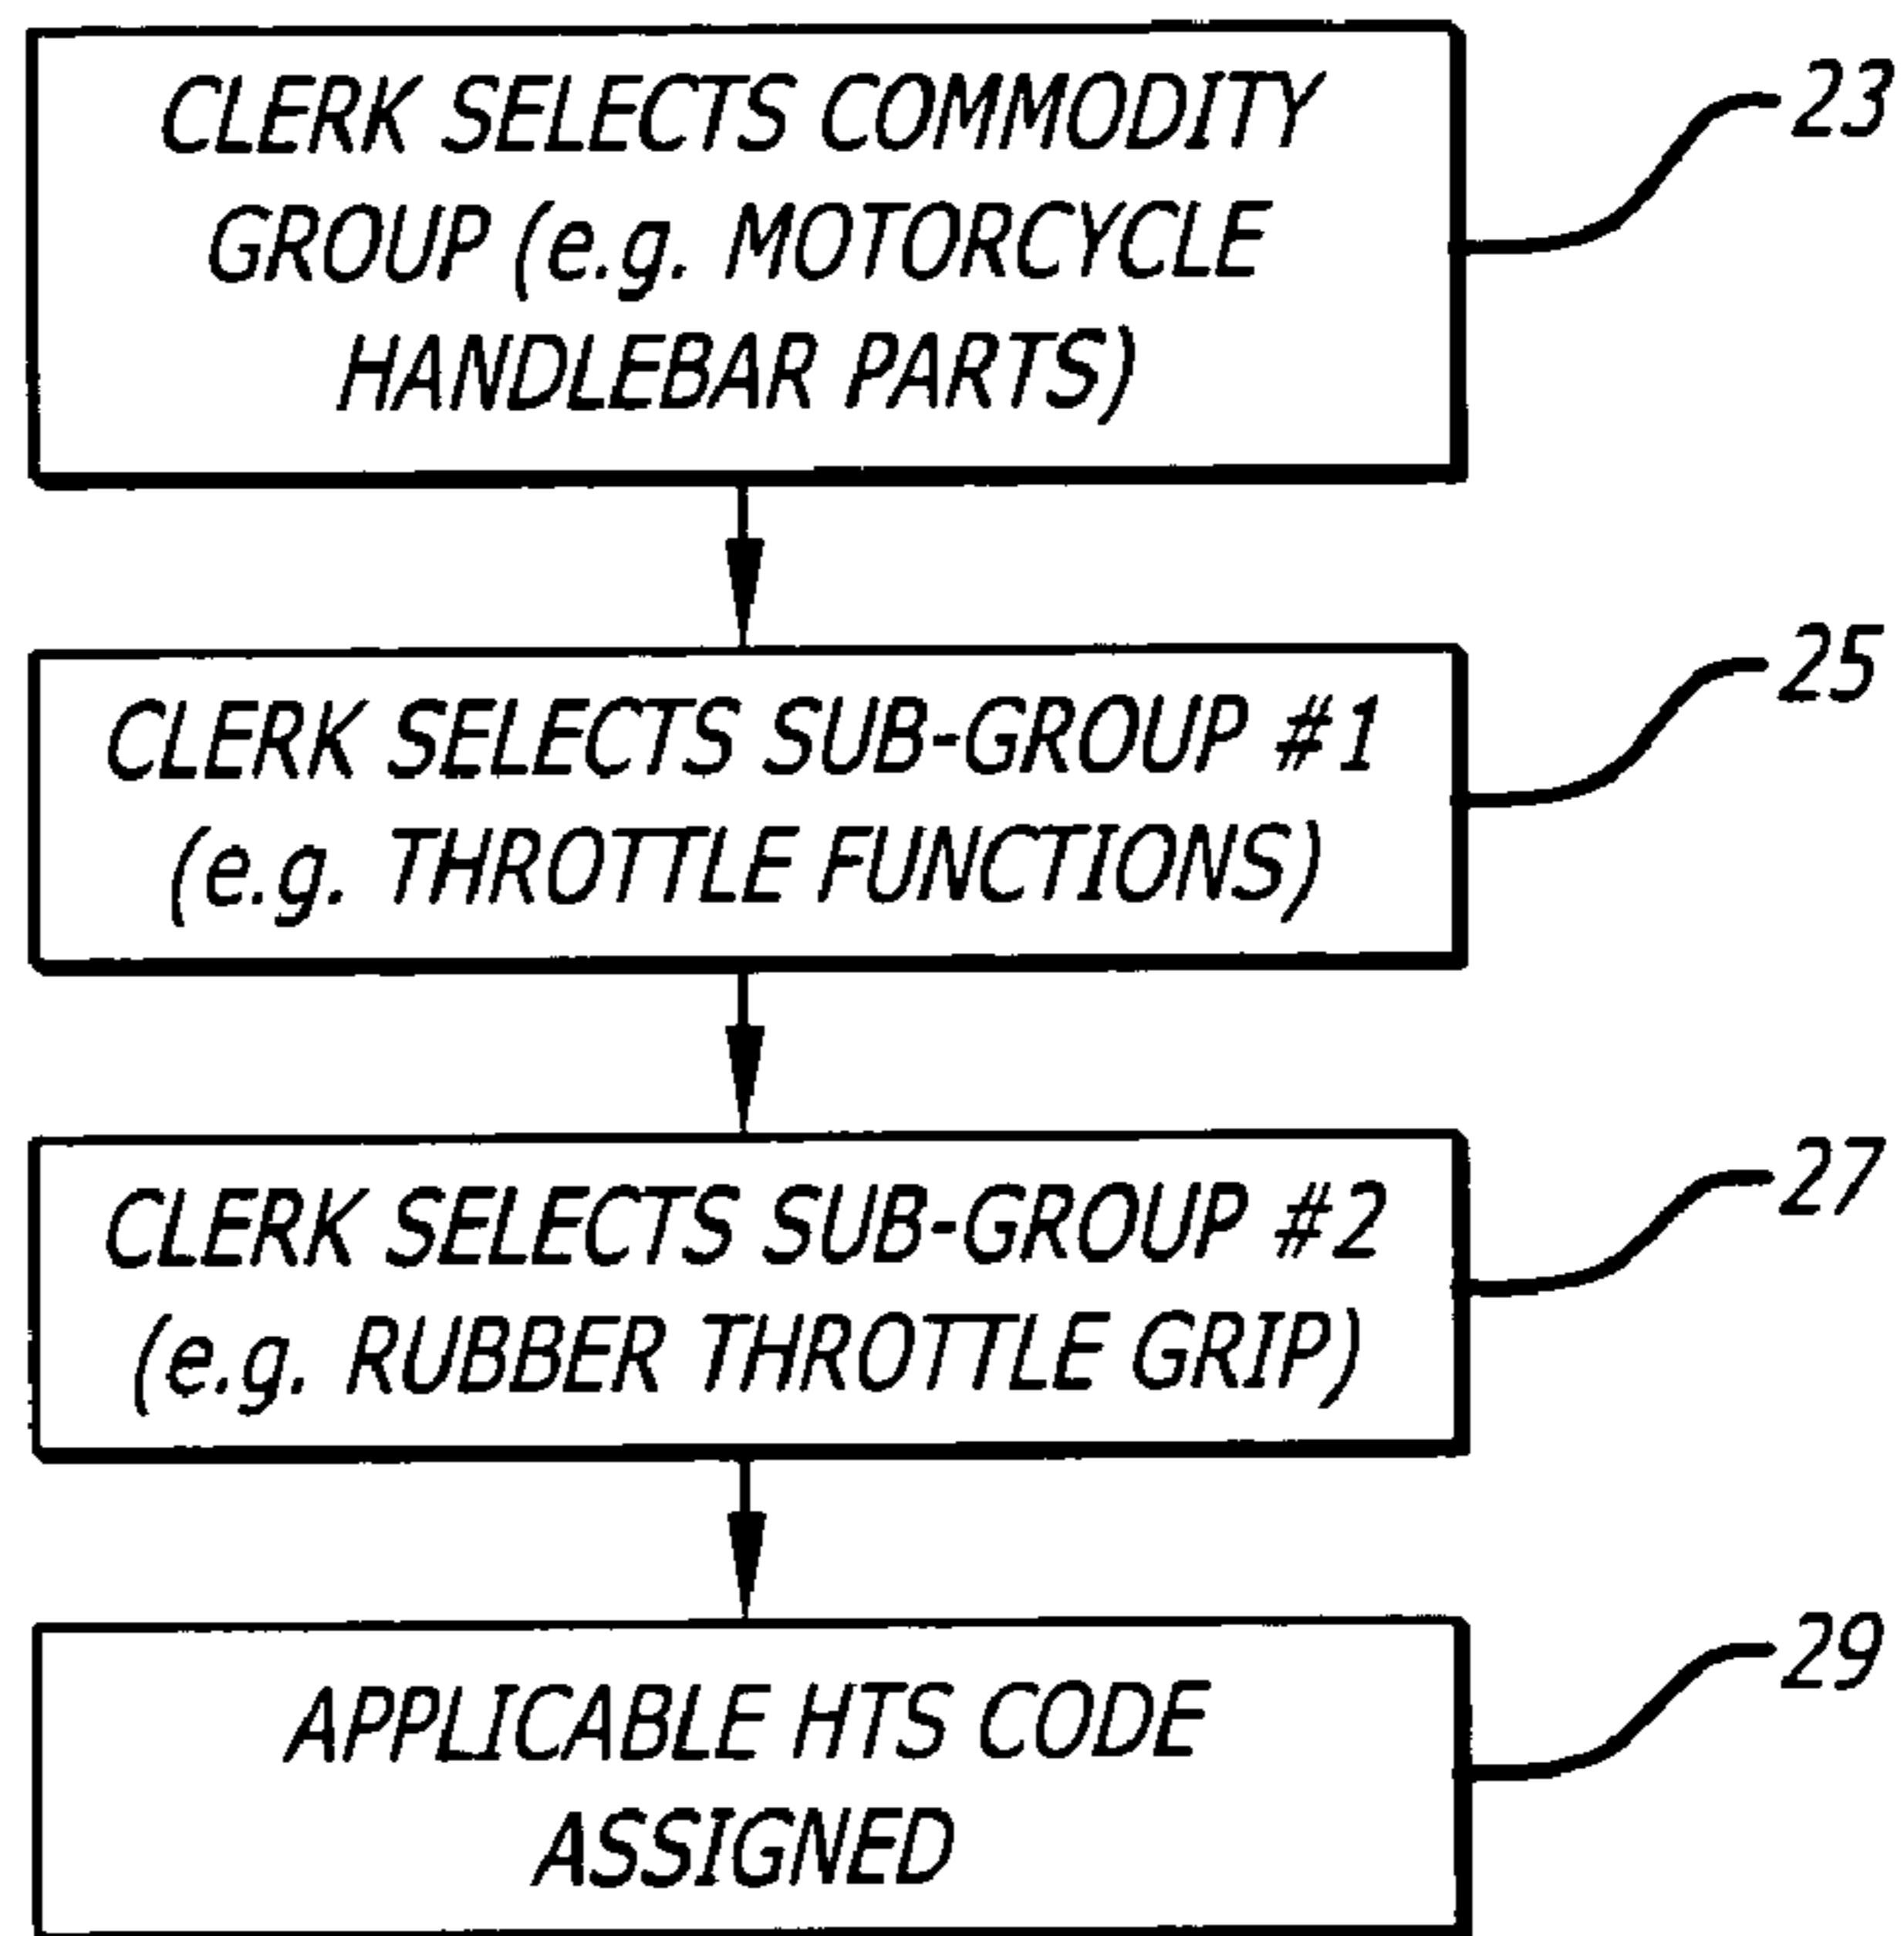 CLERK SELECTS COMMODITY
GROUP (e.g. MOTORCYCLE
HANDLEBAR PARTS)
23
CLERK SELECTS SUB-GROUP #1
(e.g. THROTTLE FUNCTIONS)
25
CLERK SELECTS SUB-GROUP #2
(e.g. RUBBER THROTTLE GRIP)
27
APPLICABLE HTS CODE
ASSIGNED
29